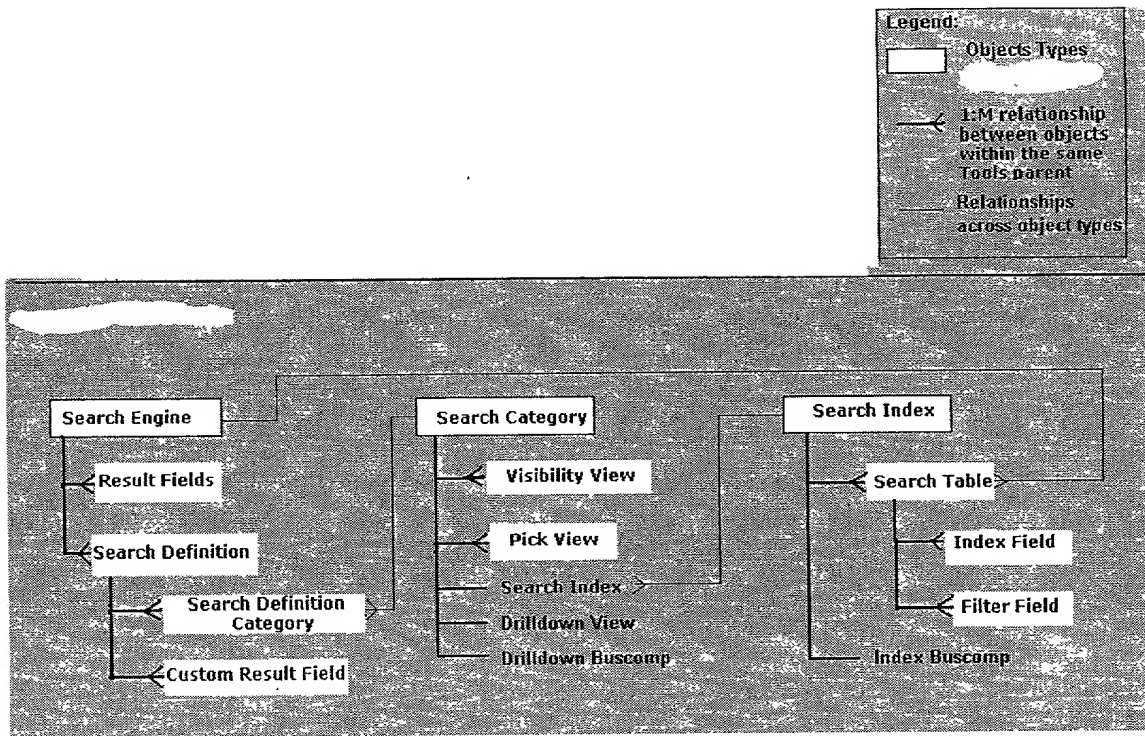 Legend:
Objects Types
1:M relationship
between objects
within the same
Tools parent
Relationships
across object types
Search Engine
Result Fields
Search Definition
Search Definition
Category
Custom Result Field
Search Category
Visibility View
Pick View
Search Index
Drilldown View
Drilldown Buscomp
Search Index
Search Table
Index Field
Filter Field
Index Buscomp